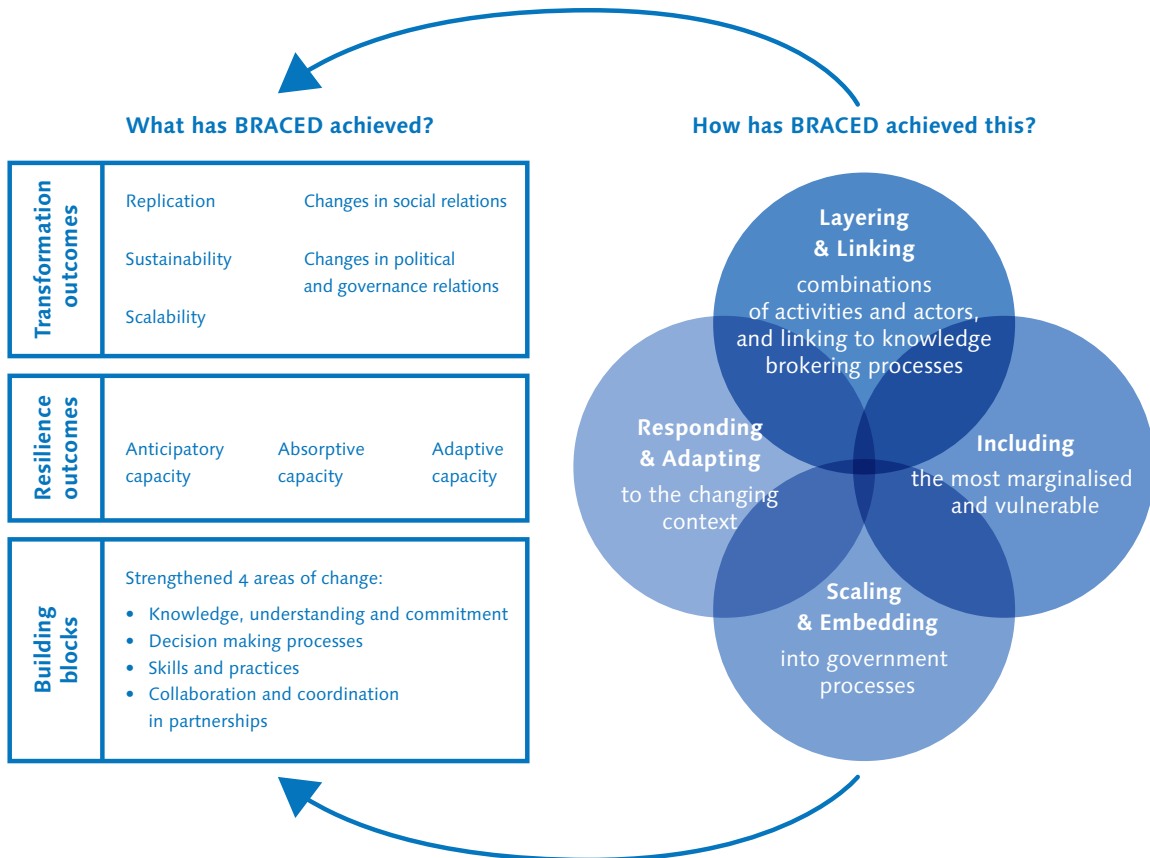 What has BRACED achieved?
Transformation
outcomes
Replication
Changes in social relations
Sustainability
Changes in political
and governance relations
Scalability
Resilience
outcomes
Anticipatory
capacity
Absorptive
capacity
Adaptive
capacity
Building
blocks
Strengthened 4 areas of change:
• Knowledge, understanding and commitment
• Decision making processes
• Skills and practices
• Collaboration and coordination
in partnerships
How has BRACED achieved this?
Layering
& Linking
combinations
of activities and actors,
and linking to knowledge
brokering processes
Responding
& Adapting
to the changing
context
Including
the most marginalised
and vulnerable
Scaling
& Embedding
into government
processes